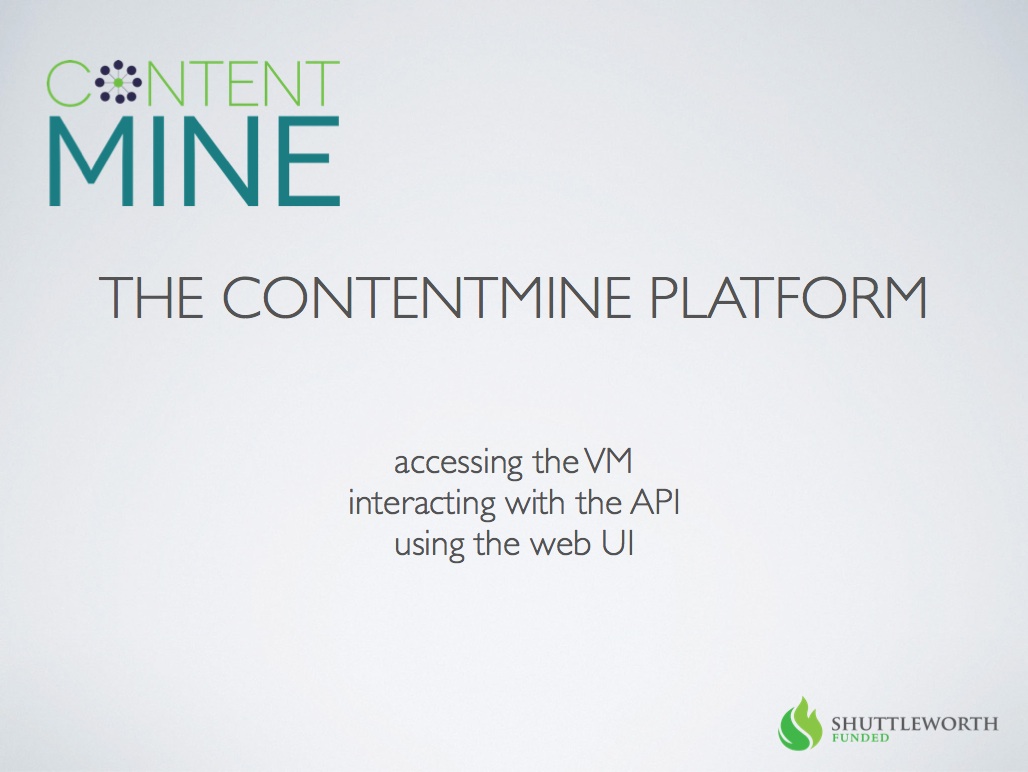 CONTENT
MINE
THE CONTENTMINE PLATFORM
accessing the VM
interacting with the API
using the web UI
SHUTTLEWORTH
FUNDED